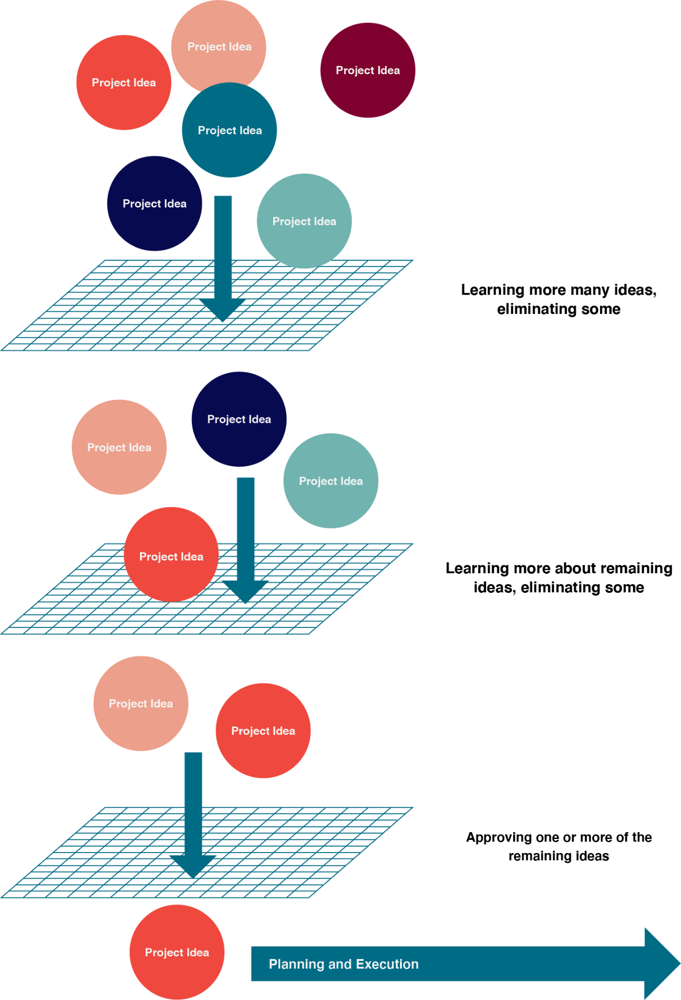 Project Idea
Project Idea
Project Idea
Project Idea
Project Idea
Project Idea
Learning more many ideas,
eliminating some
Project Idea
Project Idea
Project Idea
Project Idea
Learning more about remaining
ideas, eliminating some
Project Idea
Project Idea
Approving one or more of the
remaining ideas
Project Idea
Planning and Execution